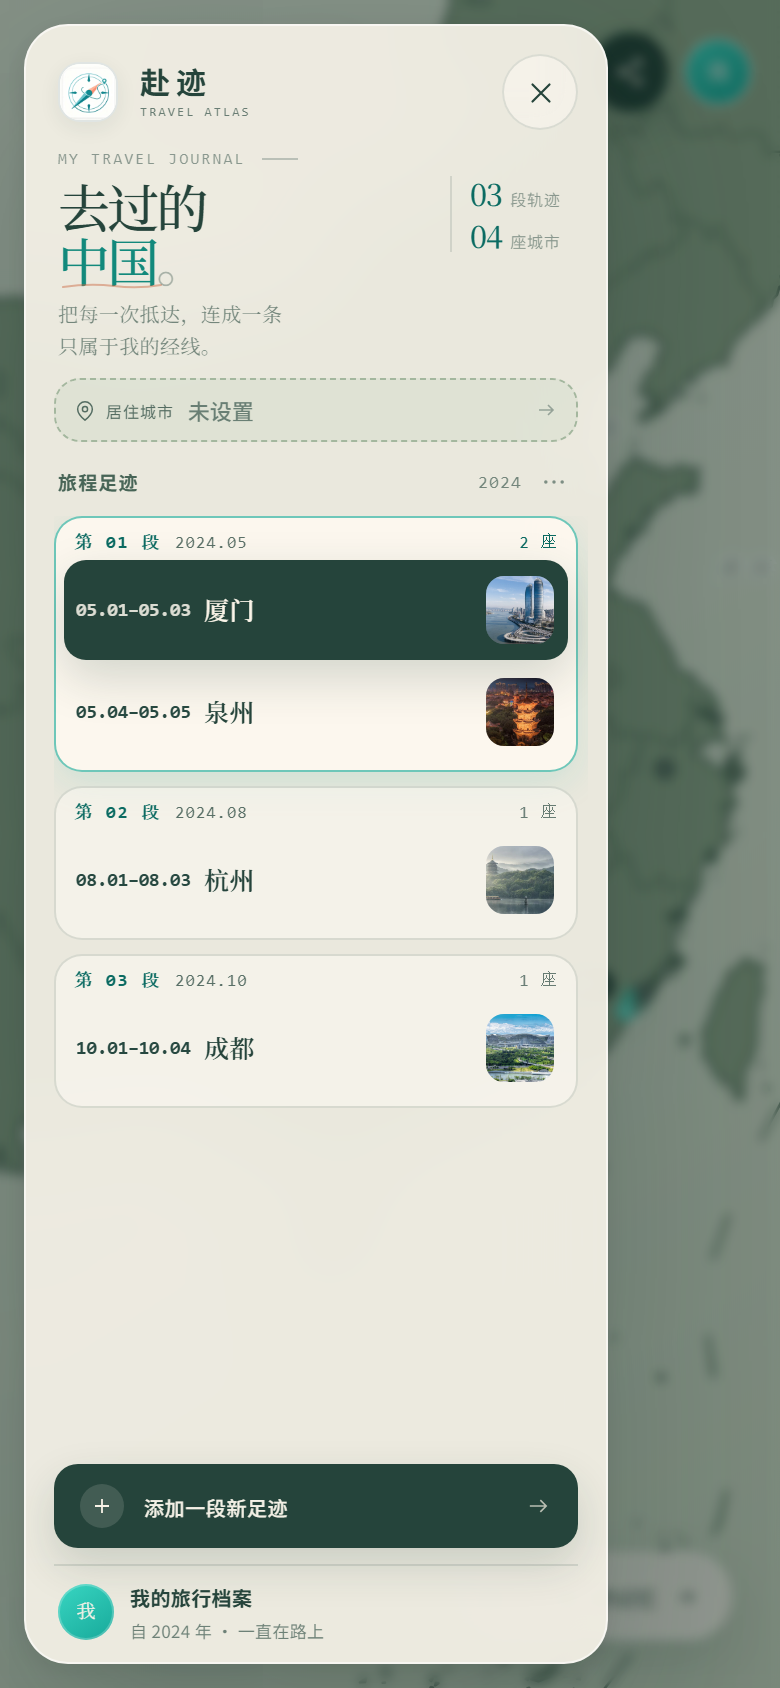 赴迹
TRAVEL ATLAS
MY TRAVEL JOURNAL
去过的
中国
03 段轨迹
04 座城市
把每一次抵达，连成一条
只属于我的经线。
居住城市 未设置
旅程足迹 2024
第 01 段 2024.05 2 座
05.01–05.03 厦门
05.04–05.05 泉州
第 02 段 2024.08 1 座
08.01–08.03 杭州
第 03 段 2024.10 1 座
10.01–10.04 成都
添加一段新足迹
我 我的旅行档案
自 2024 年 · 一直在路上